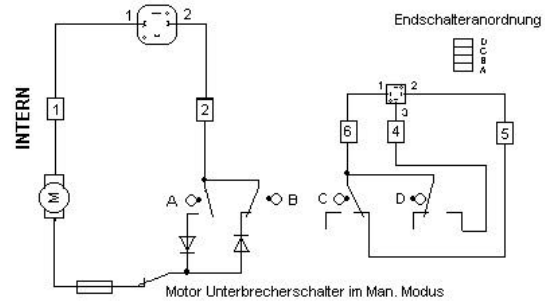 Endschalteranordnung
D
C
B
A
1 2
1 2
3
INTERN
1
2
6
4
5
M
A
B
C
D
Motor Unterbrecherschalter im Man. Modus